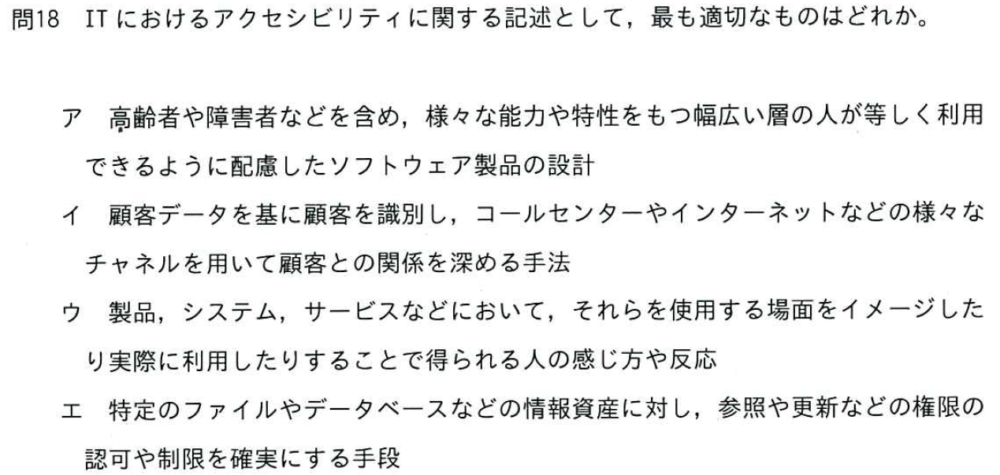 問18 ITにおけるアクセシビリティに関する記述として，最も適切なものはどれか。
ア 高齢者や障害者などを含め，様々な能力や特性をもつ幅広い層の人が等しく利用
できるように配慮したソフトウェア製品の設計
イ 顧客データを基に顧客を識別し，コールセンターやインターネットなどの様々な
チャネルを用いて顧客との関係を深める手法
ウ 製品，システム，サービスなどにおいて，それらを使用する場面をイメージした
り実際に利用したりすることで得られる人の感じ方や反応
エ 特定のファイルやデータベースなどの情報資産に対し，参照や更新などの権限の
認可や制限を確実にする手段